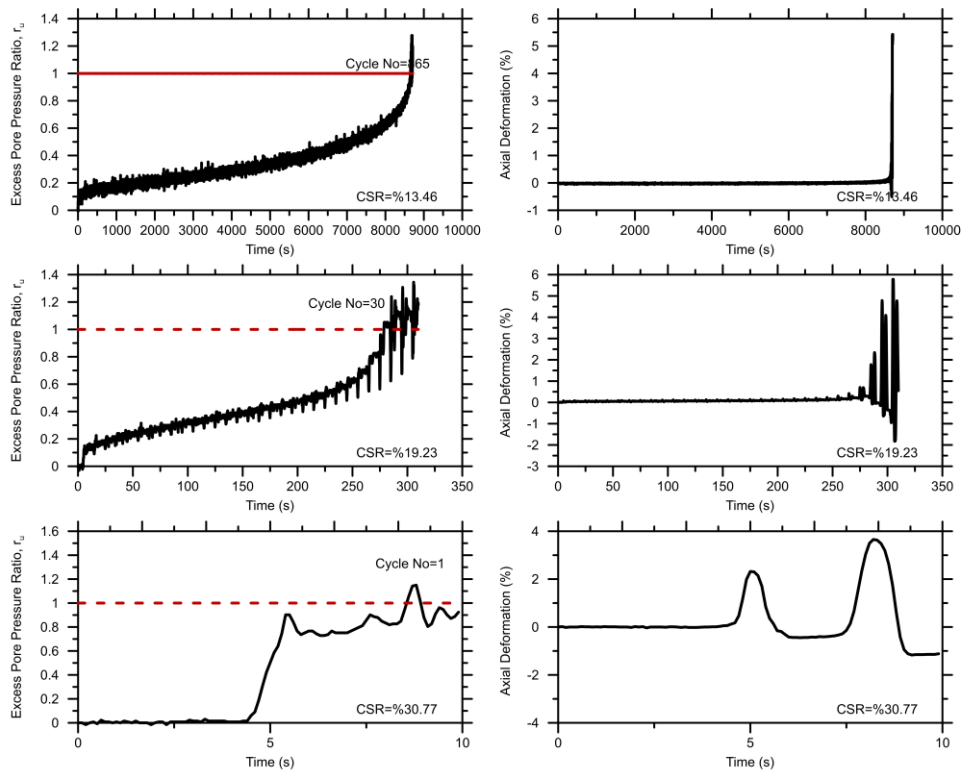 Excess Pore Pressure Ratio, ru
1.4
1.2
1
0.8
0.6
0.4
0.2
0
Cycle No=865
CSR=%13.46
0 1000 2000 3000 4000 5000 6000 7000 8000 9000 10000
Time (s)
Axial Deformation (%)
6
5
4
3
2
1
0
-1
CSR=%13.46
0 2000 4000 6000 8000 10000
Time (s)
Excess Pore Pressure Ratio, ru
1.4
1.2
1
0.8
0.6
0.4
0.2
0
Cycle No=30
CSR=%19.23
0 50 100 150 200 250 300 350
Time (s)
Axial Deformation (%)
6
5
4
3
2
1
0
-1
-2
-3
CSR=%19.23
0 50 100 150 200 250 300 350
Time (s)
Excess Pore Pressure Ratio, ru
1.6
1.4
1.2
1
0.8
0.6
0.4
0.2
0
Cycle No=1
CSR=%30.77
0 5 10
Time (s)
Axial Deformation (%)
4
2
0
-2
-4
CSR=%30.77
0 5 10
Time (s)